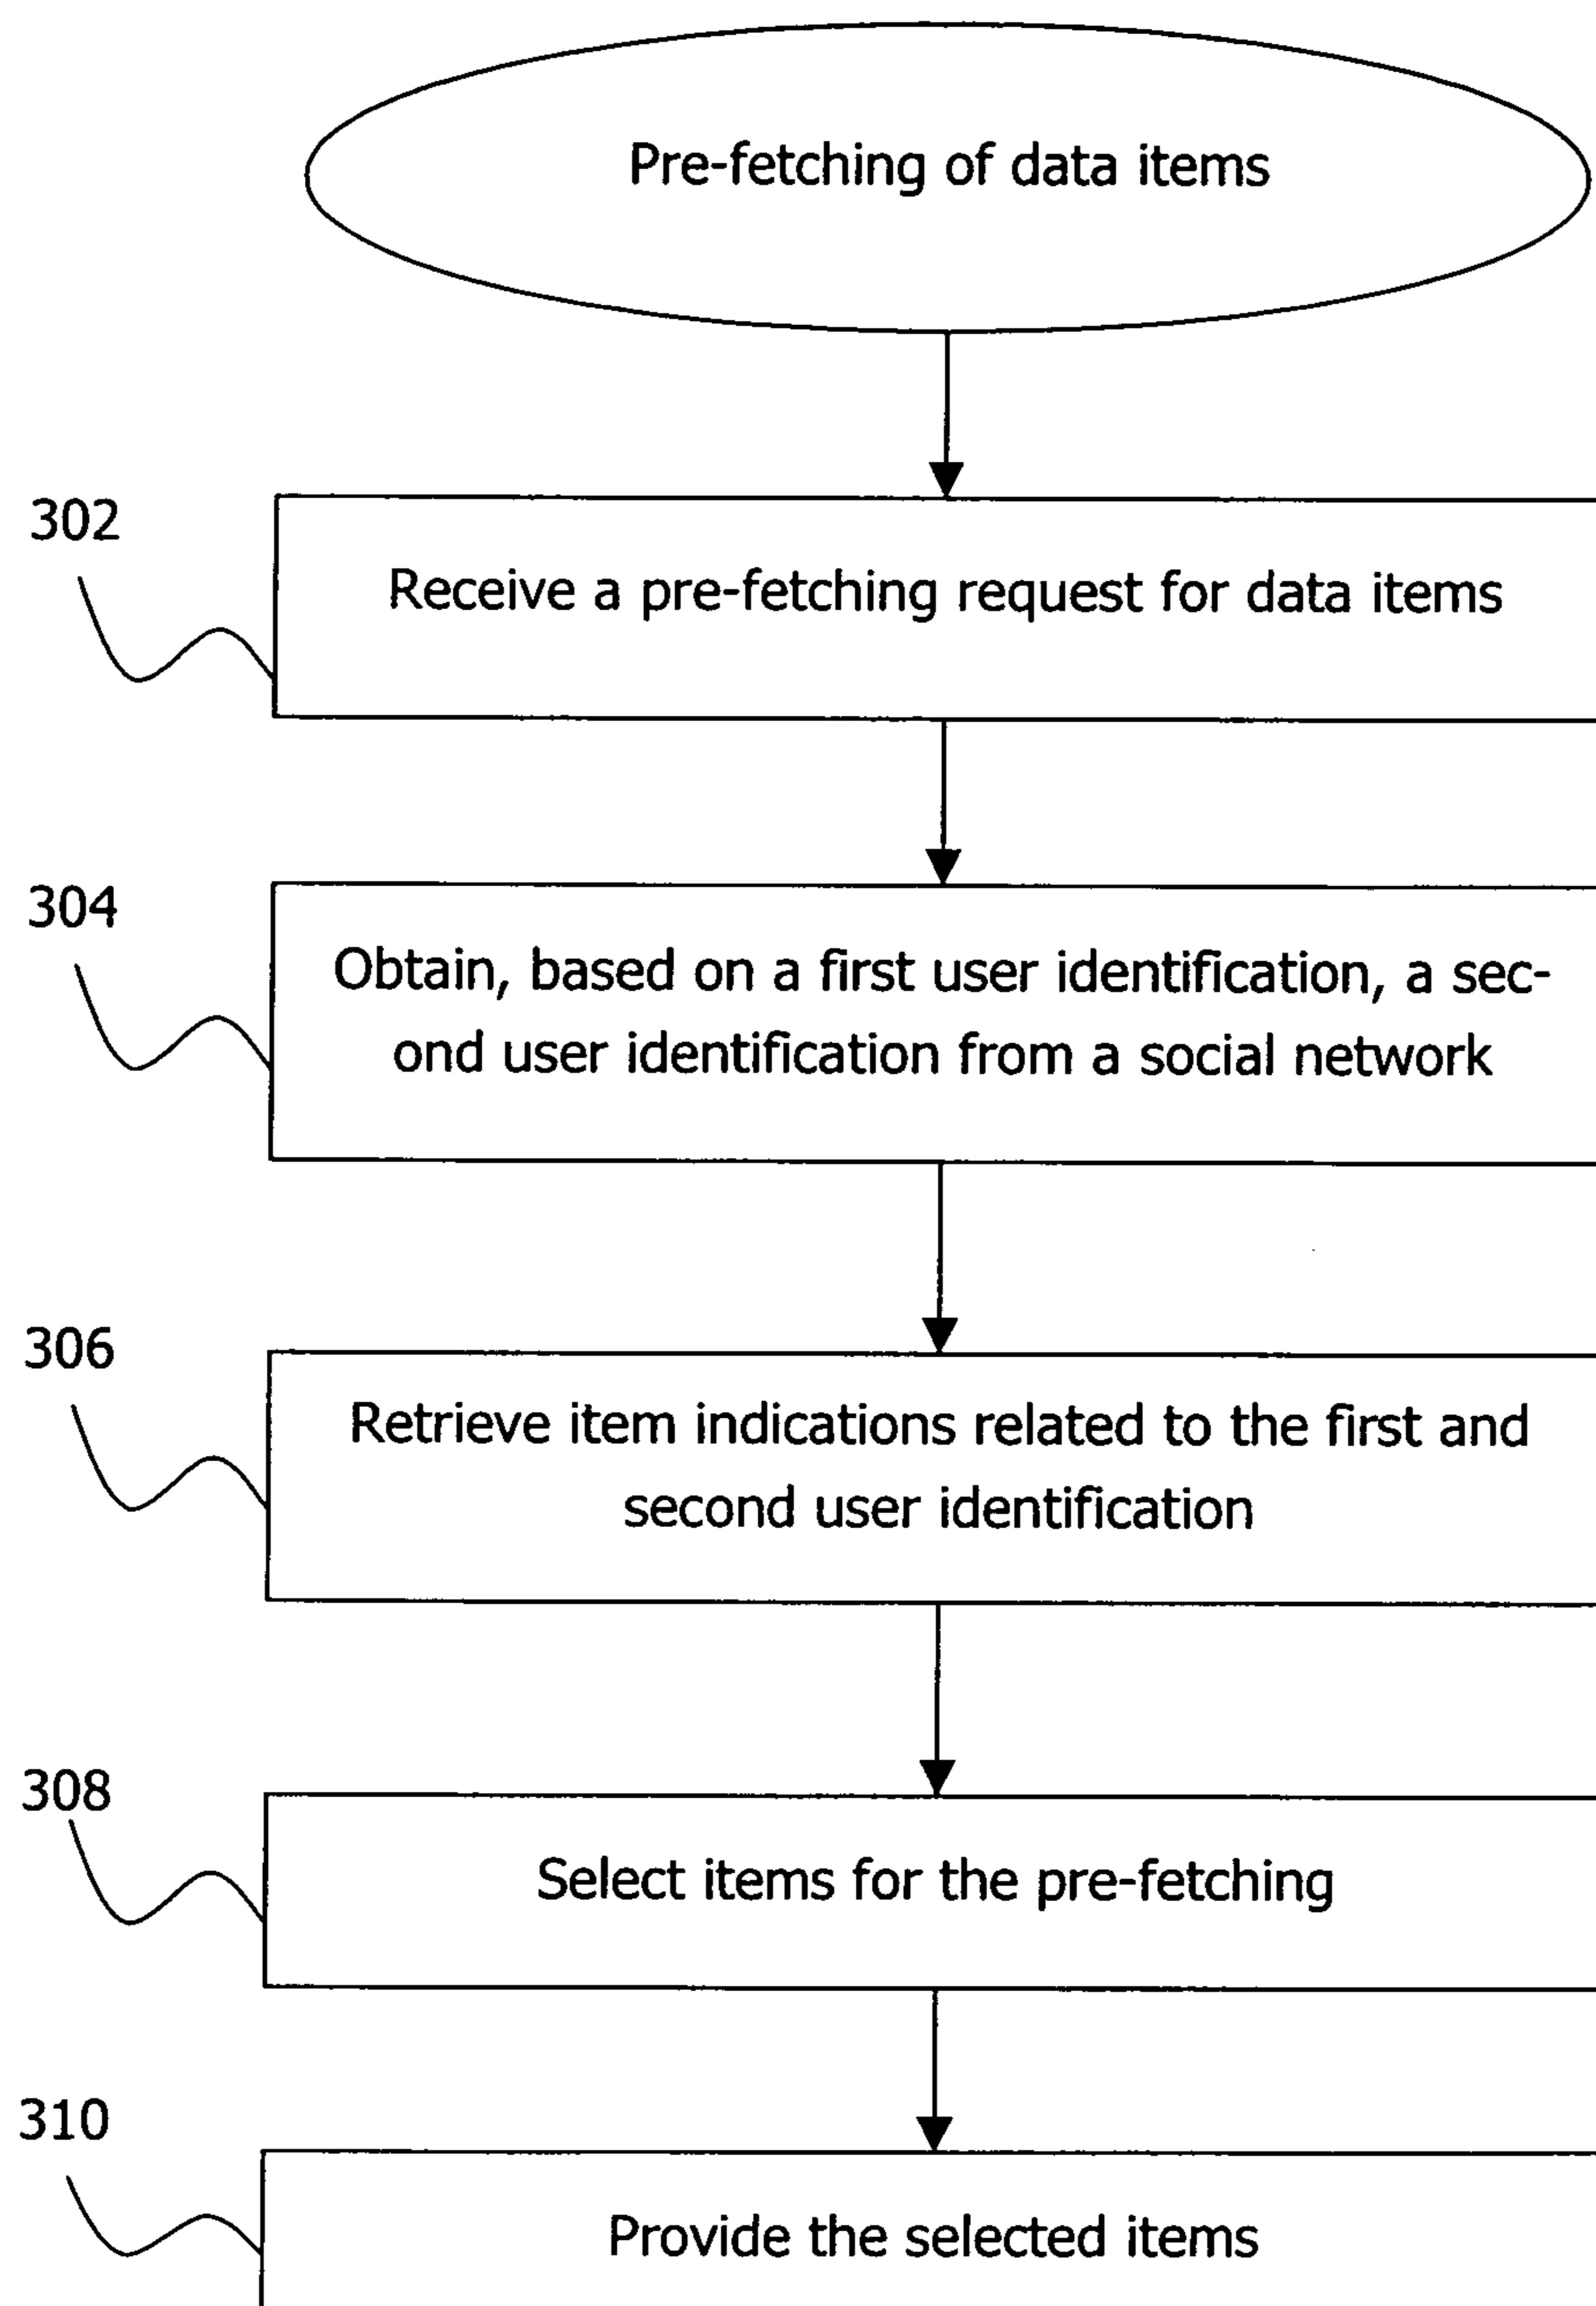 Pre-fetching of data items
302
Receive a pre-fetching request for data items
304
Obtain, based on a first user identification, a sec-
ond user identification from a social network
306
Retrieve item indications related to the first and
second user identification
308
Select items for the pre-fetching
310
Provide the selected items